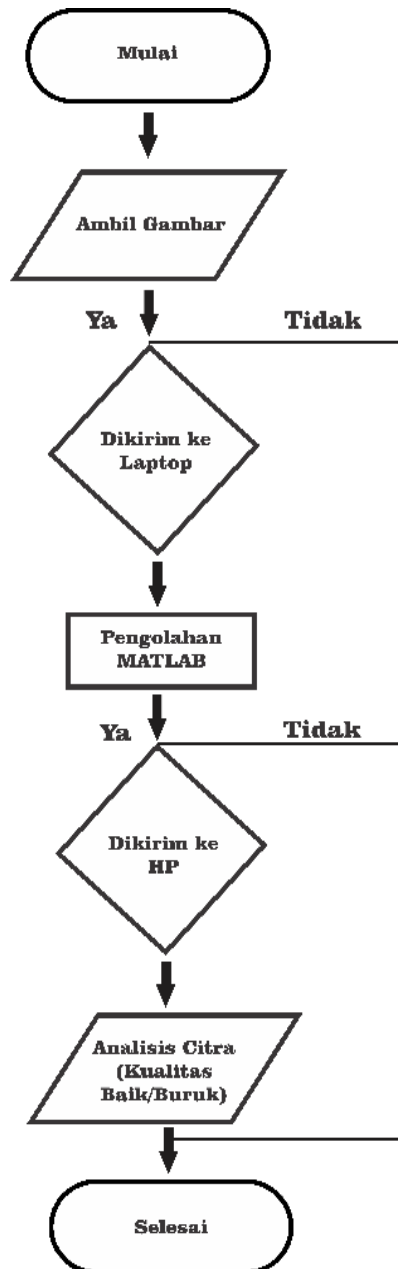 Mulai
Ambil Gambar
Ya
Tidak
Dikirim ke
Laptop
Pengolahan
MATLAB
Ya
Tidak
Dikirim ke
HP
Analisis Citra
(Kualitas
Baik/Buruk)
Selesai